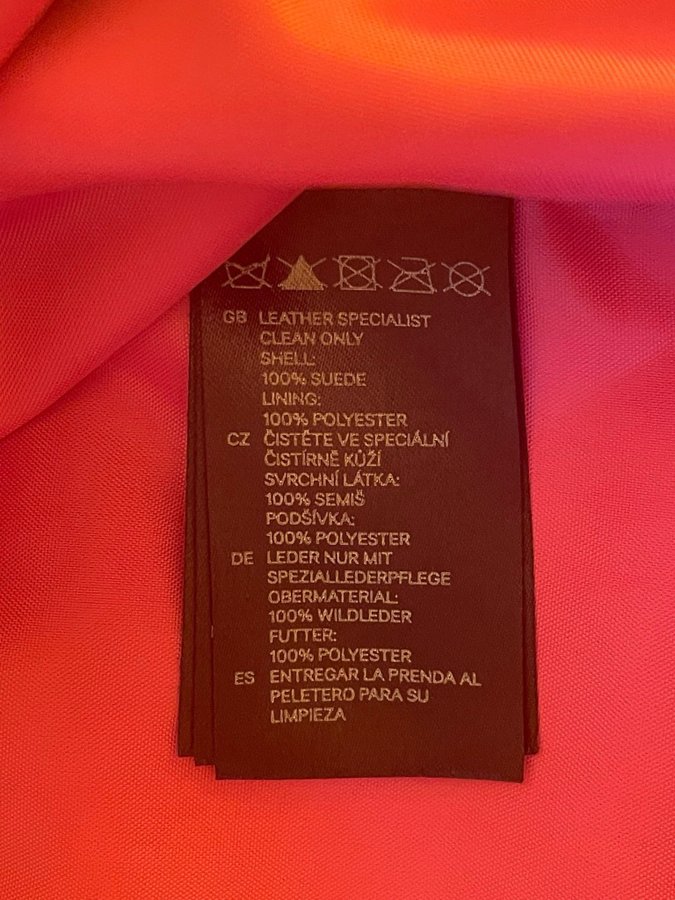 GB LEATHER SPECIALIST
CLEAN ONLY
SHELL:
100% SUEDE
LINING:
100% POLYESTER
CZ ČISTĚTE VE SPECIÁLNÍ
ČISTÍRNĚ KŮŽÍ
SVRCHNÍ LÁTKA:
100% SEMIŠ
PODŠÍVKA:
100% POLYESTER
DE LEDER NUR MIT
SPEZIALLEDERPFLEGE
OBERMATERIAL:
100% WILDLEDER
FUTTER:
100% POLYESTER
ES ENTREGAR LA PRENDA AL
PELETERO PARA SU
LIMPIEZA